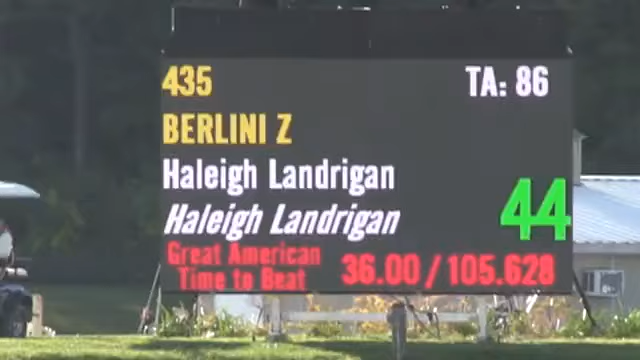 435 TA: 86
BERLINI Z
Haleigh Landrigan
Haleigh Landrigan 44
Great American
Time to Beat 36.00 / 105.628